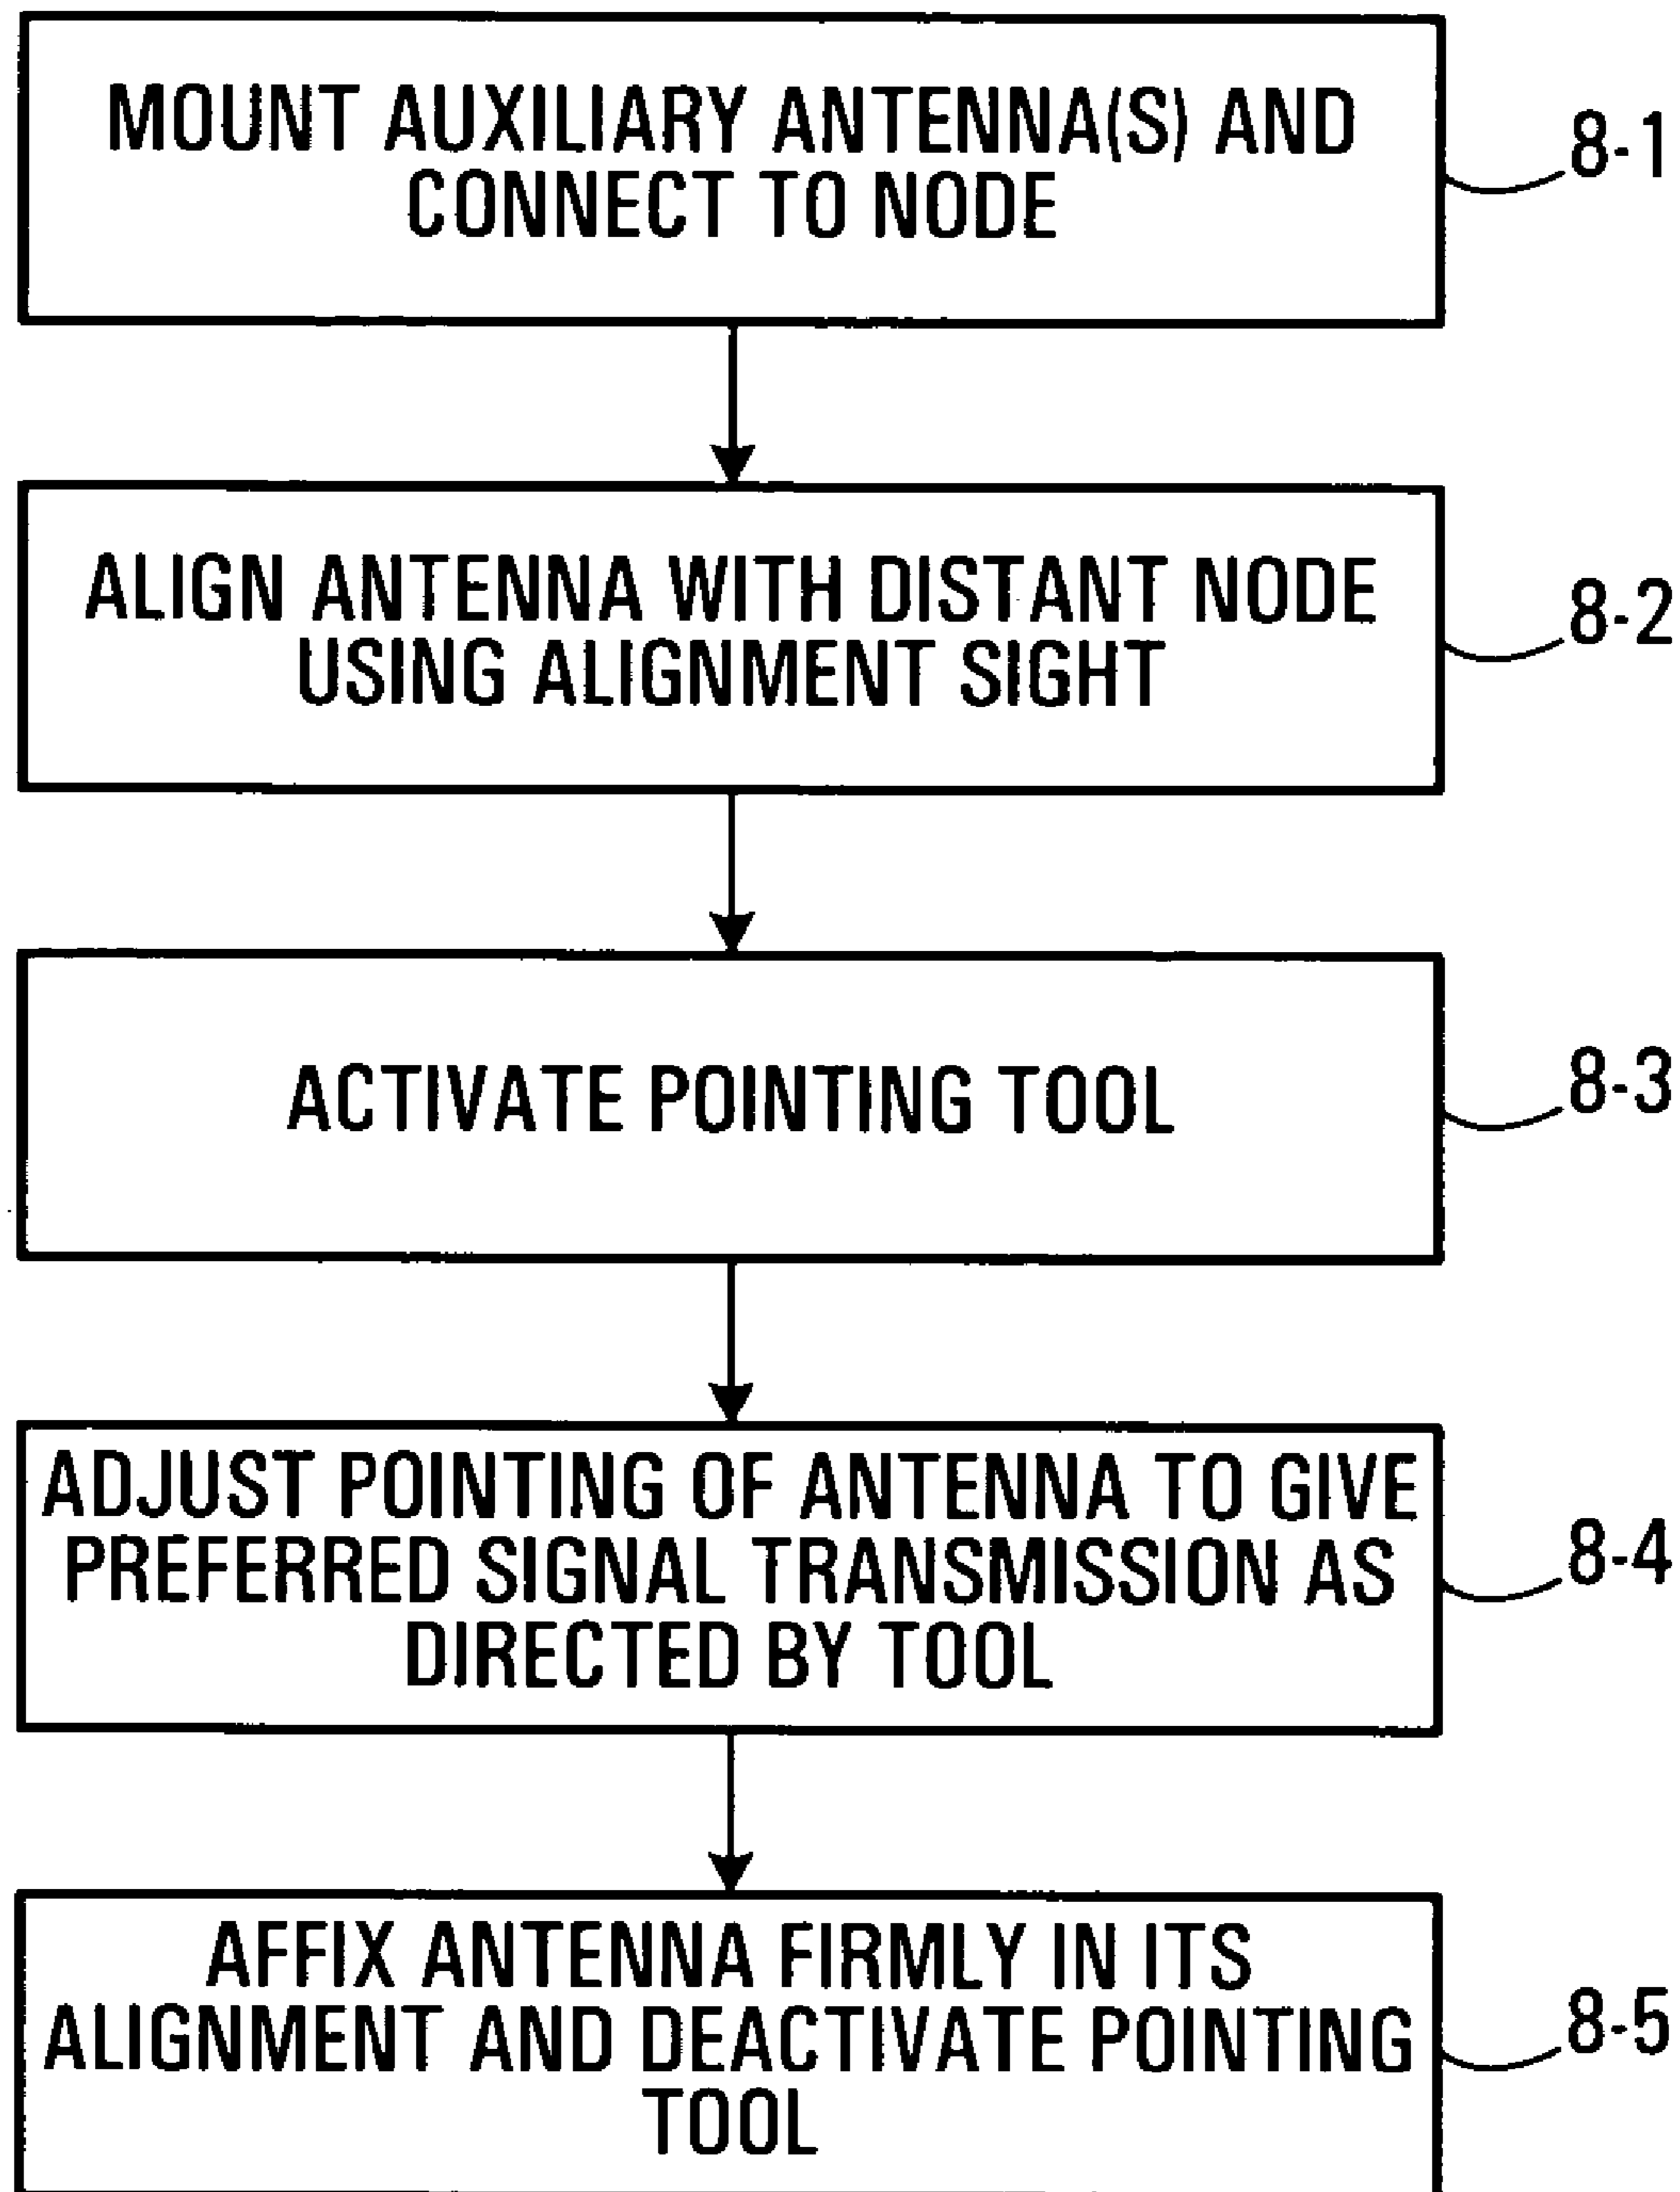 MOUNT AUXILIARY ANTENNA(S) AND
CONNECT TO NODE
8-1
ALIGN ANTENNA WITH DISTANT NODE
USING ALIGNMENT SIGHT
8-2
ACTIVATE POINTING TOOL
8-3
ADJUST POINTING OF ANTENNA TO GIVE
PREFERRED SIGNAL TRANSMISSION AS
DIRECTED BY TOOL
8-4
AFFIX ANTENNA FIRMLY IN ITS
ALIGNMENT AND DEACTIVATE POINTING
TOOL
8-5